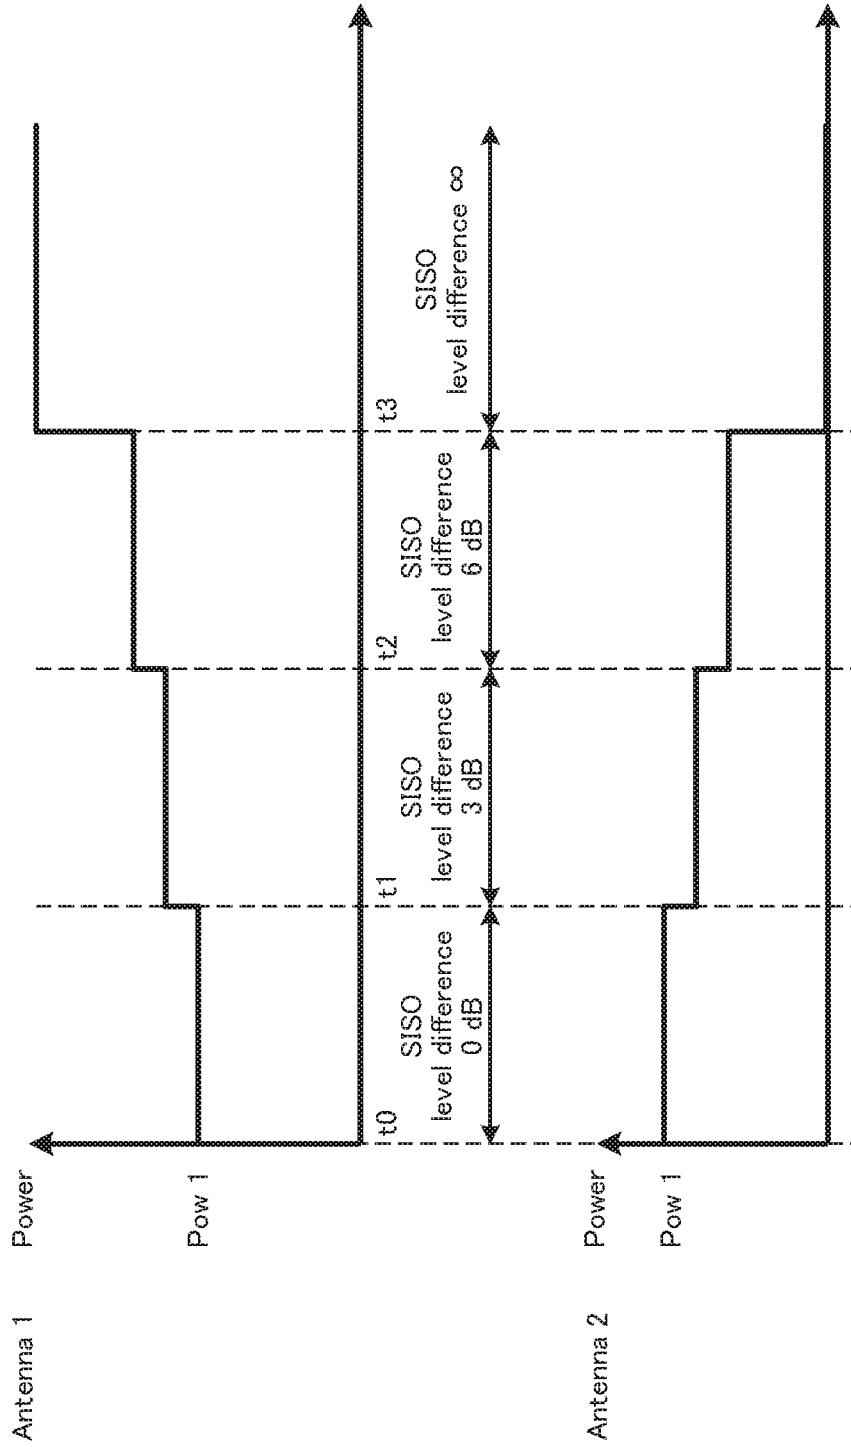 Antenna 1
Power
Pow 1
t0
t1
t2
t3
SISO
level difference
0 dB
SISO
level difference
3 dB
SISO
level difference
6 dB
SISO
level difference ∞
Antenna 2
Power
Pow 1